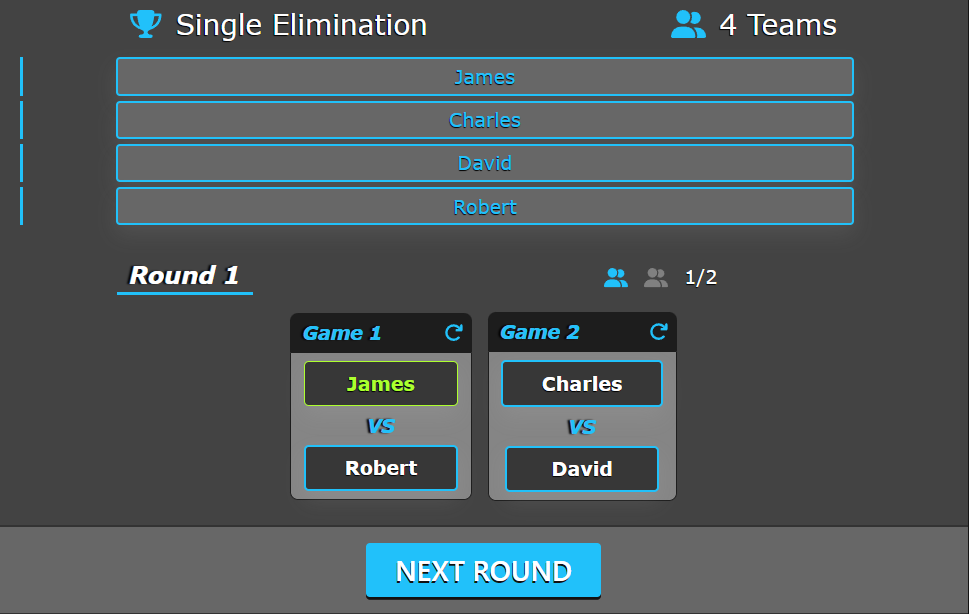 Single Elimination
4 Teams
James
Charles
David
Robert
Round 1
1/2
Game 1
James
VS
Robert
Game 2
Charles
VS
David
NEXT ROUND